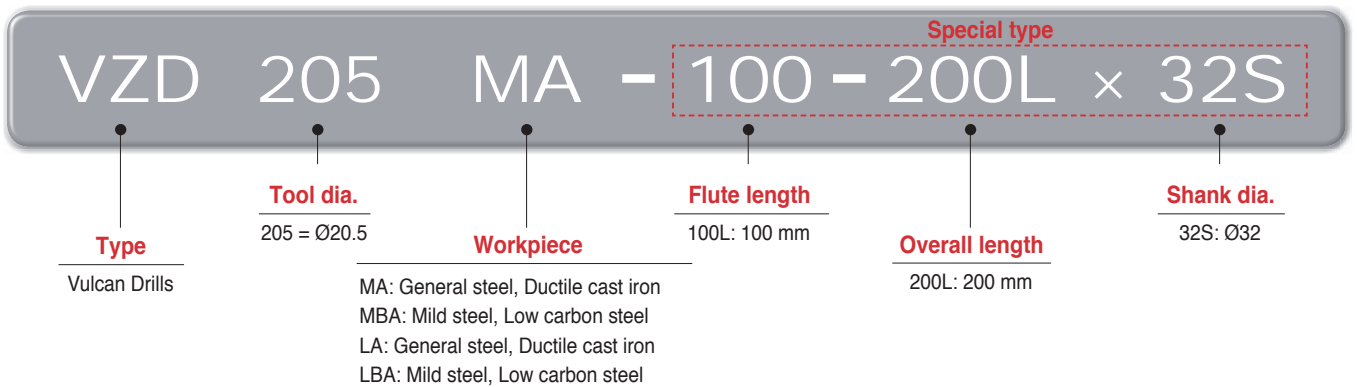 Special type
VZD 205 MA - 100 - 200L × 32S
Type
Vulcan Drills
Tool dia.
205 = Ø20.5
Workpiece
MA: General steel, Ductile cast iron
MBA: Mild steel, Low carbon steel
LA: General steel, Ductile cast iron
LBA: Mild steel, Low carbon steel
Flute length
100L: 100 mm
Overall length
200L: 200 mm
Shank dia.
32S: Ø32